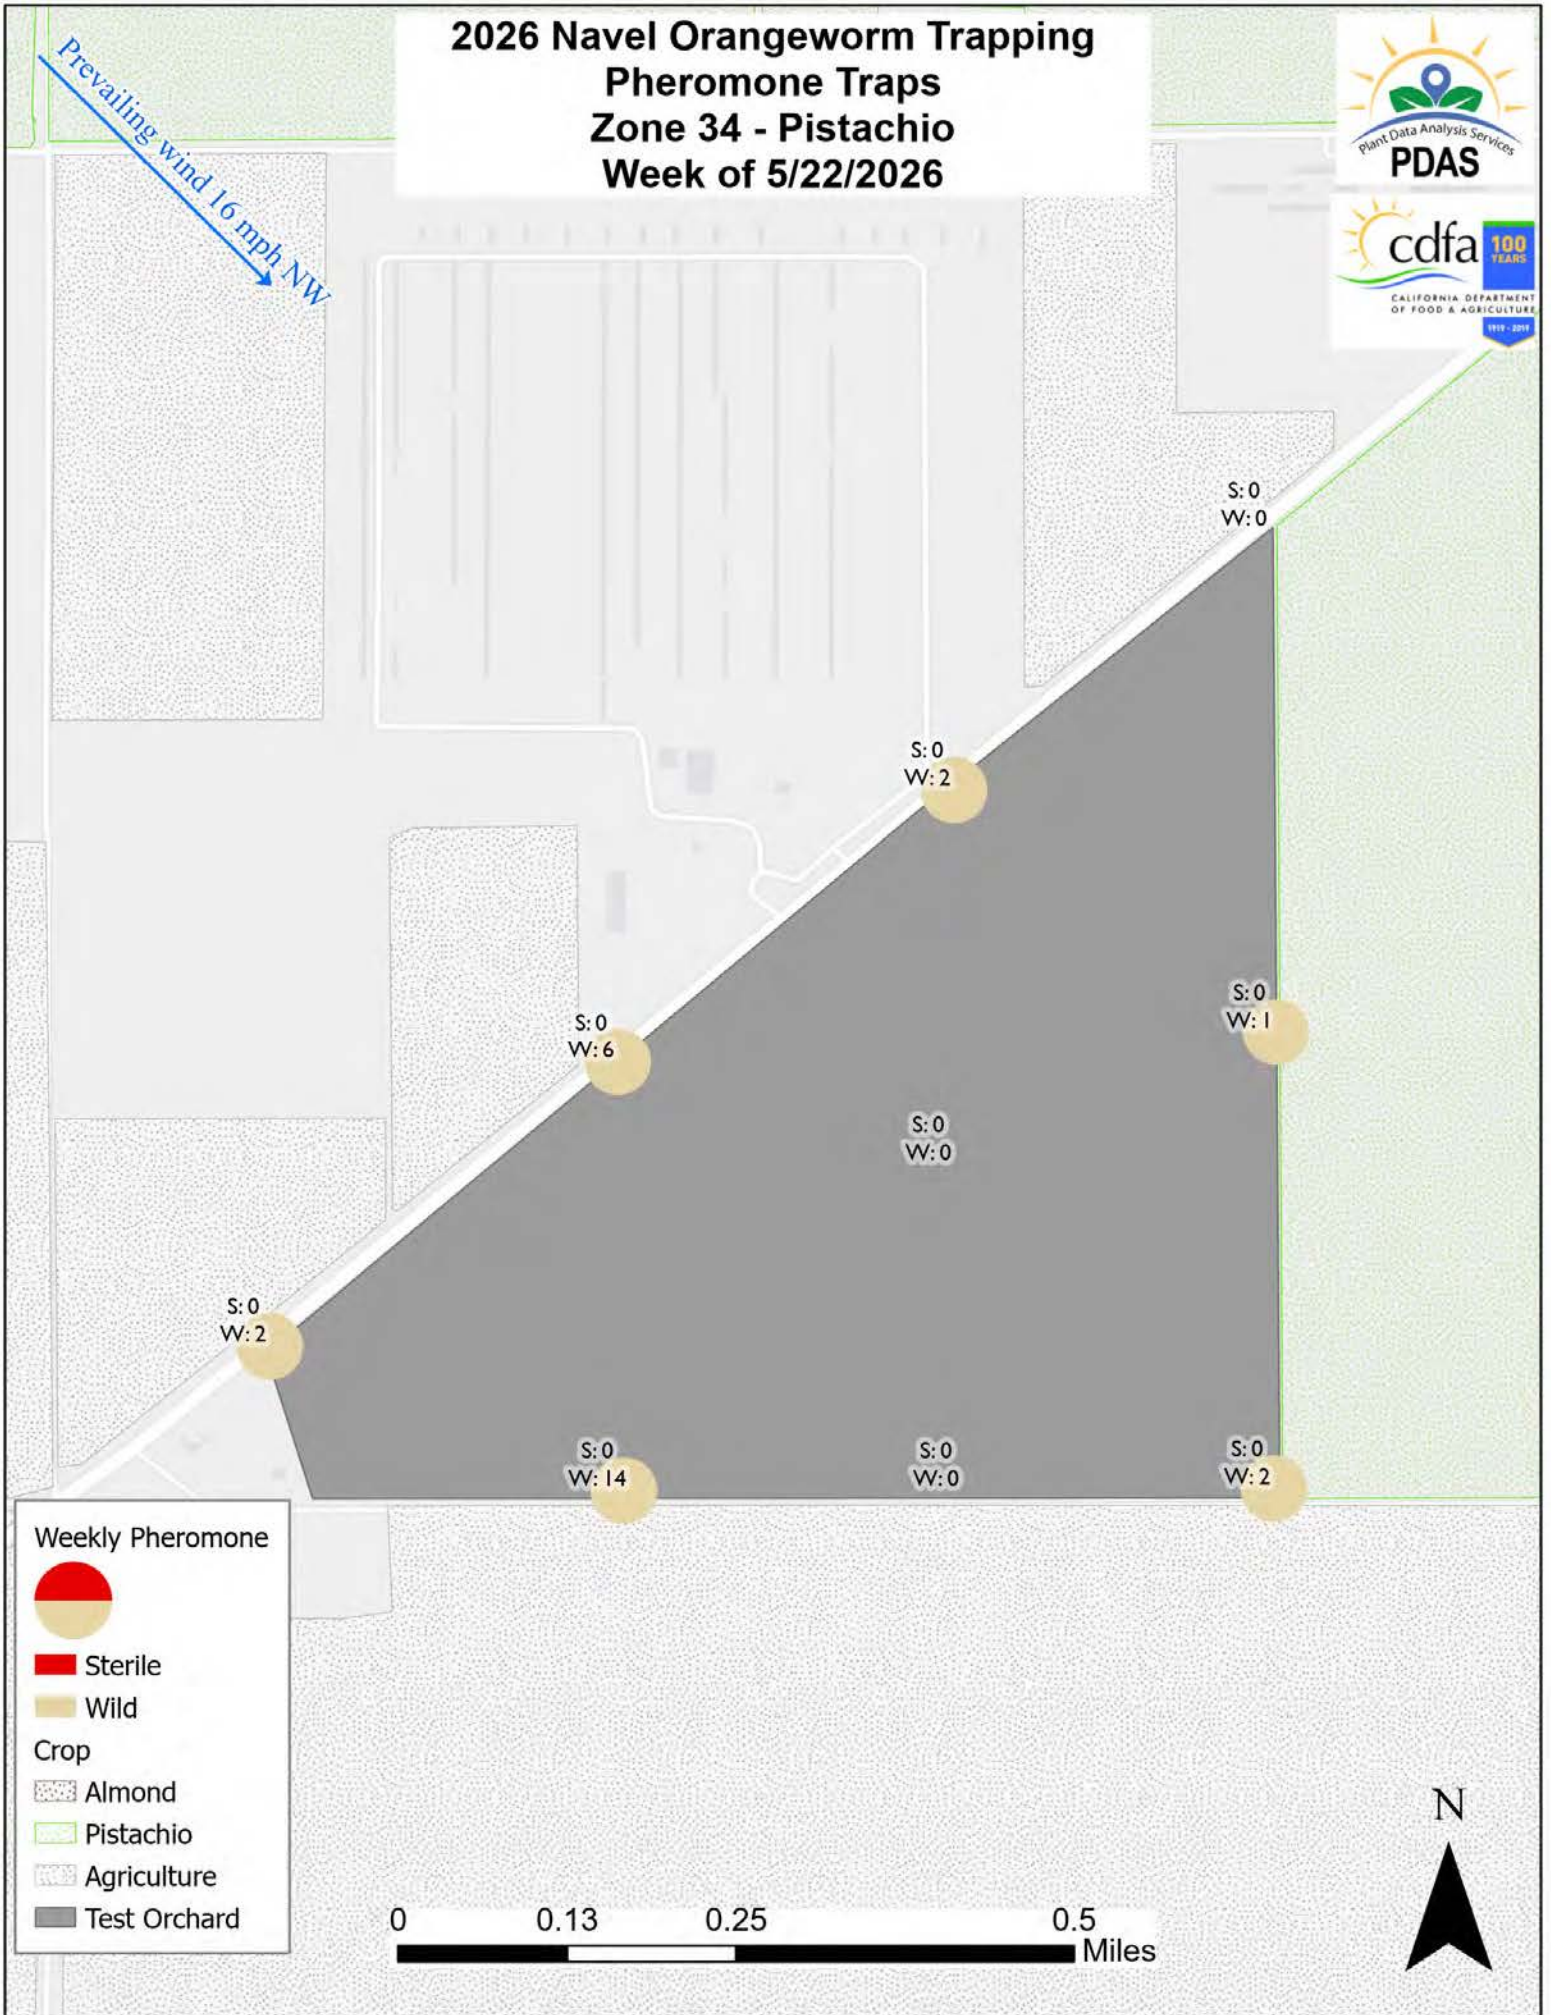 2026 Navel Orangeworm Trapping
Pheromone Traps
Zone 34 - Pistachio
Week of 5/22/2026
Prevailing wind 16 mph NW
Plant Data Analysis Services
PDAS
cdfa
100
YEARS
CALIFORNIA DEPARTMENT
OF FOOD & AGRICULTURE
1919 - 2019
S: 0
W: 0
S: 0
W: 2
S: 0
W: 1
S: 0
W: 6
S: 0
W: 0
S: 0
W: 2
S: 0
W: 14
S: 0
W: 0
S: 0
W: 2
Weekly Pheromone
Sterile
Wild
Crop
Almond
Pistachio
Agriculture
Test Orchard
0 0.13 0.25 0.5
Miles
N